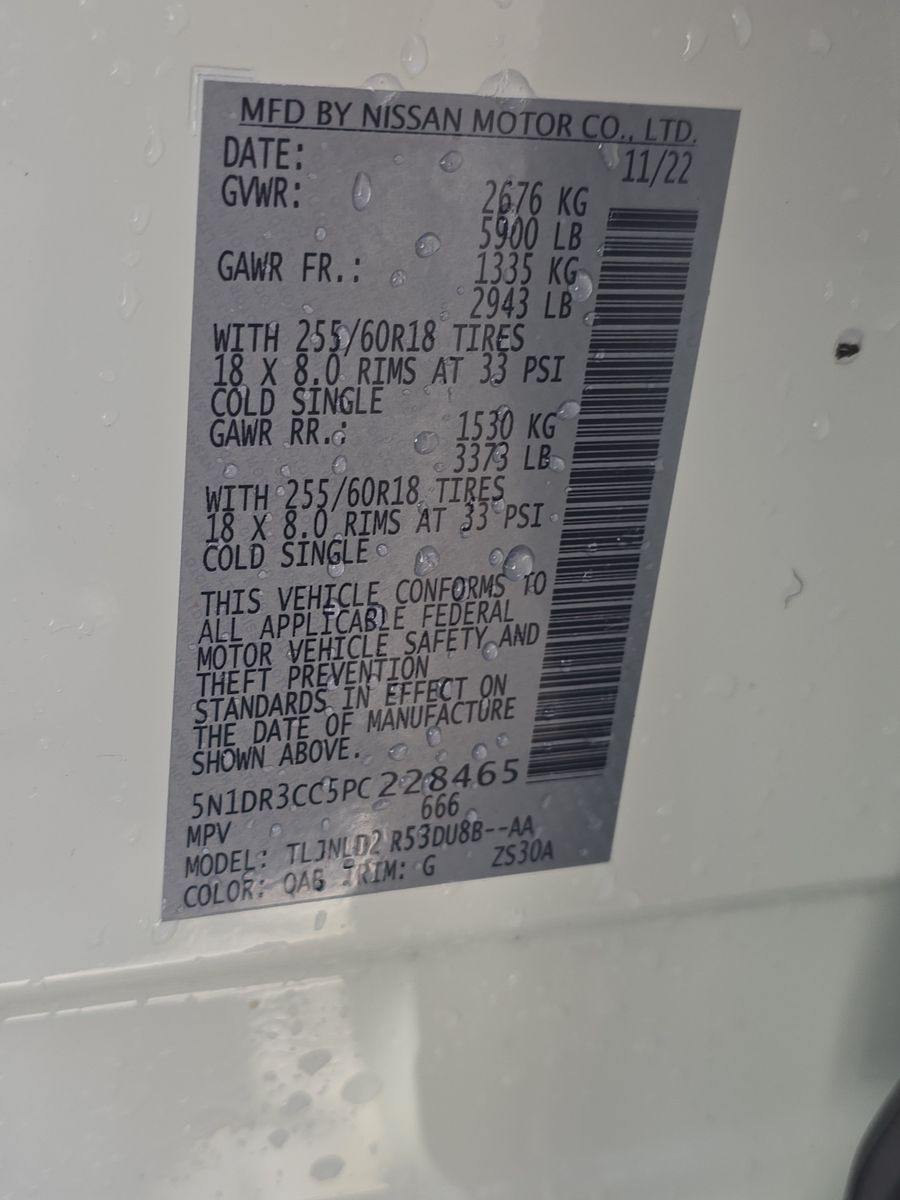 MFD BY NISSAN MOTOR CO., LTD.
DATE: 11/22
GVWR: 2676 KG
5900 LB
GAWR FR.: 1335 KG
2943 LB
WITH 255/60R18 TIRES
18 X 8.0 RIMS AT 33 PSI
COLD SINGLE
GAWR RR.: 1530 KG
3373 LB
WITH 255/60R18 TIRES
18 X 8.0 RIMS AT 33 PSI
COLD SINGLE
THIS VEHICLE CONFORMS TO
ALL APPLICABLE FEDERAL
MOTOR VEHICLE SAFETY AND
THEFT PREVENTION
STANDARDS IN EFFECT ON
THE DATE OF MANUFACTURE
SHOWN ABOVE.
5N1DR3CC5PC228465
666
MPV
MODEL: TLJNLD2 R53DU8B--AA
COLOR: QAB TRIM: G ZS30A